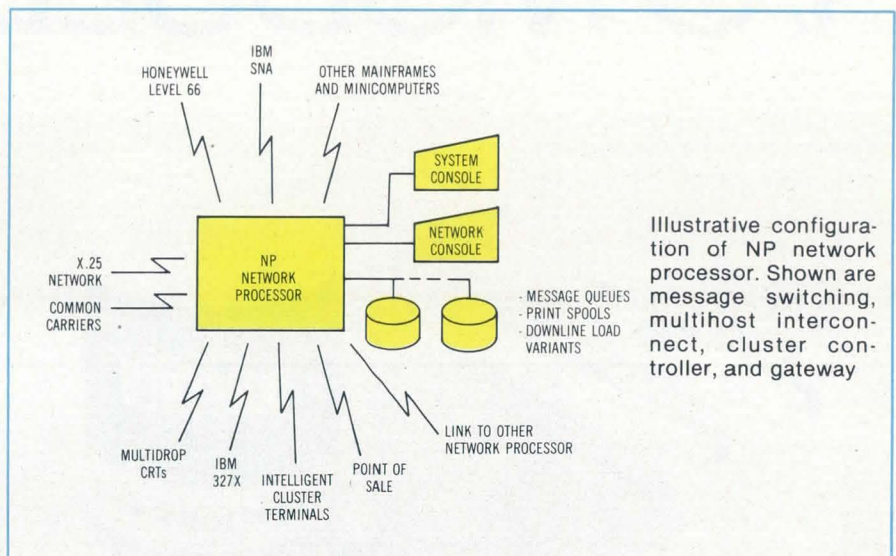 IBM
SNA
HONEYWELL
LEVEL 66
OTHER MAINFRAMES
AND MINICOMPUTERS
SYSTEM
CONSOLE
NETWORK
CONSOLE
NP
NETWORK
PROCESSOR
X.25
NETWORK
COMMON
CARRIERS
- MESSAGE QUEUES
- PRINT SPOOLS
- DOWNLINE LOAD
VARIANTS
LINK TO OTHER
NETWORK PROCESSOR
MULTIDROP
CRTs
IBM
327X
INTELLIGENT
CLUSTER
TERMINALS
POINT OF
SALE
Illustrative configura-
tion of NP network
processor. Shown are
message switching,
multihost intercon-
nect, cluster con-
troller, and gateway